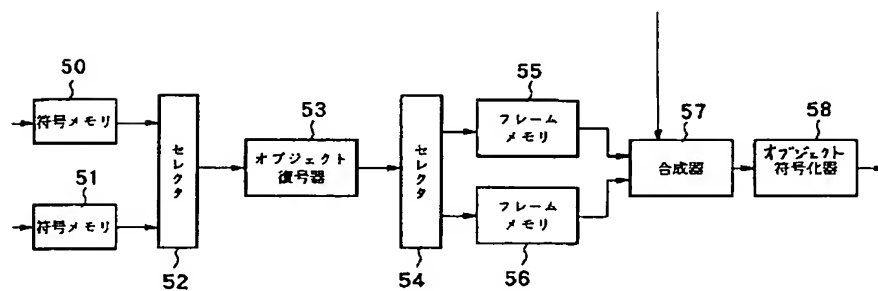 50
符号メモリ
51
符号メモリ
セレクタ
52
53
オブジェクト
復号器
セレクタ
54
55
フレーム
メモリ
フレーム
メモリ
56
57
合成器
58
オブジェクト
符号化器